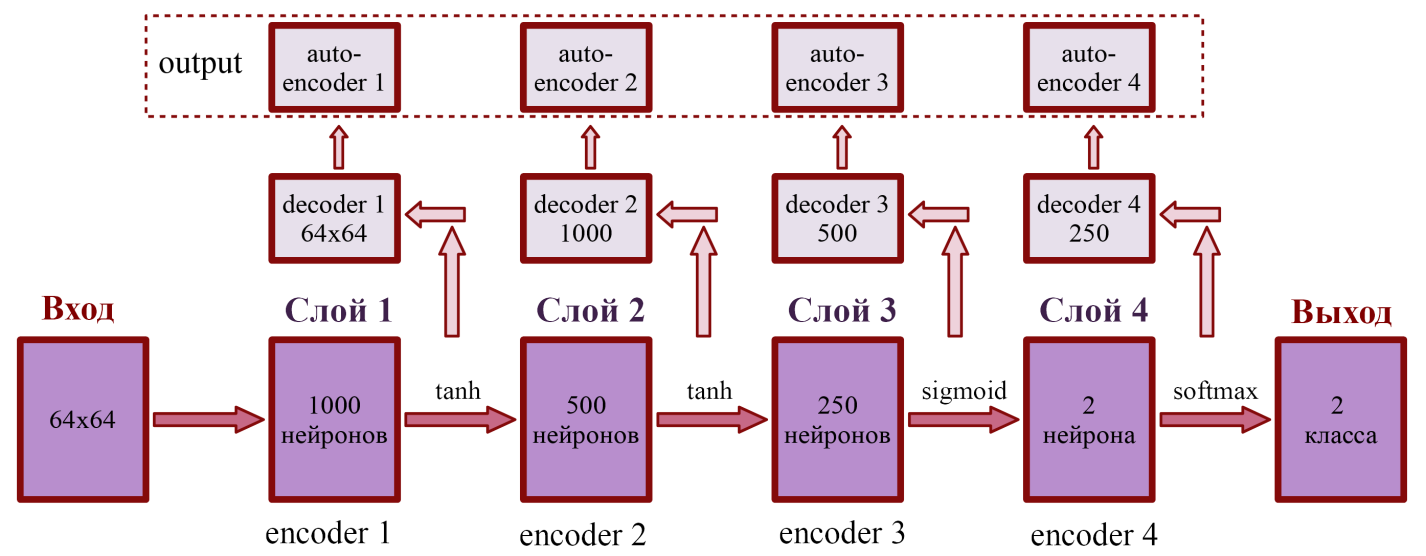 output
auto-
encoder 1
auto-
encoder 2
auto-
encoder 3
auto-
encoder 4
decoder 1
64x64
decoder 2
1000
decoder 3
500
decoder 4
250
Вход
Слой 1
Слой 2
Слой 3
Слой 4
Выход
64x64
1000
нейронов
tanh
500
нейронов
tanh
250
нейронов
sigmoid
2
нейрона
softmax
2
класса
encoder 1
encoder 2
encoder 3
encoder 4